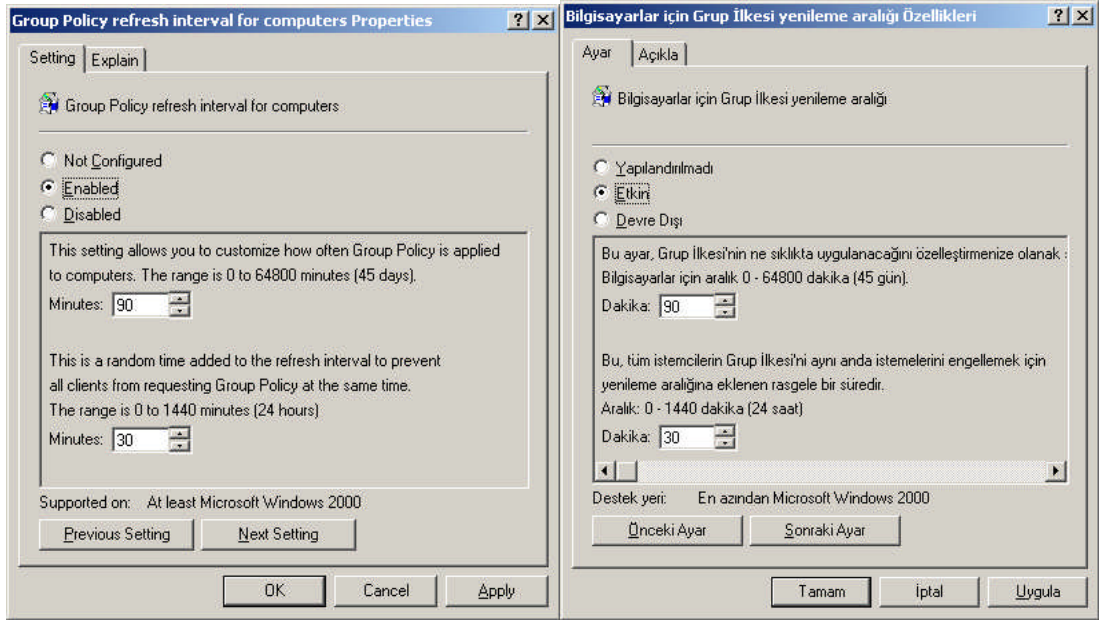 Group Policy refresh interval for computers Properties
Setting
Explain
Group Policy refresh interval for computers
Not Configured
Enabled
Disabled
This setting allows you to customize how often Group Policy is applied
to computers. The range is 0 to 64800 minutes (45 days).
Minutes: 90
This is a random time added to the refresh interval to prevent
all clients from requesting Group Policy at the same time.
The range is 0 to 1440 minutes (24 hours)
Minutes: 30
Supported on: At least Microsoft Windows 2000
Previous Setting
Next Setting
OK
Cancel
Apply
Bilgisayarlar için Grup İlkesi yenileme aralığı Özellikleri
Ayar
Açıkla
Bilgisayarlar için Grup İlkesi yenileme aralığı
Yapılandırılmadı
Etkin
Devre Dışı
Bu ayar, Grup İlkesi'nin ne sıklıkta uygulanacağını özelleştirmenize olanak
Bilgisayarlar için aralık 0 - 64800 dakika (45 gün).
Dakika: 90
Bu, tüm istemcilerin Grup İlkesi'ni aynı anda istemelerini engellemek için
yenileme aralığına eklenen rasgele bir süredir.
Aralık: 0 - 1440 dakika (24 saat)
Dakika: 30
Destek yeri: En azından Microsoft Windows 2000
Önceki Ayar
Sonraki Ayar
Tamam
İptal
Uygula